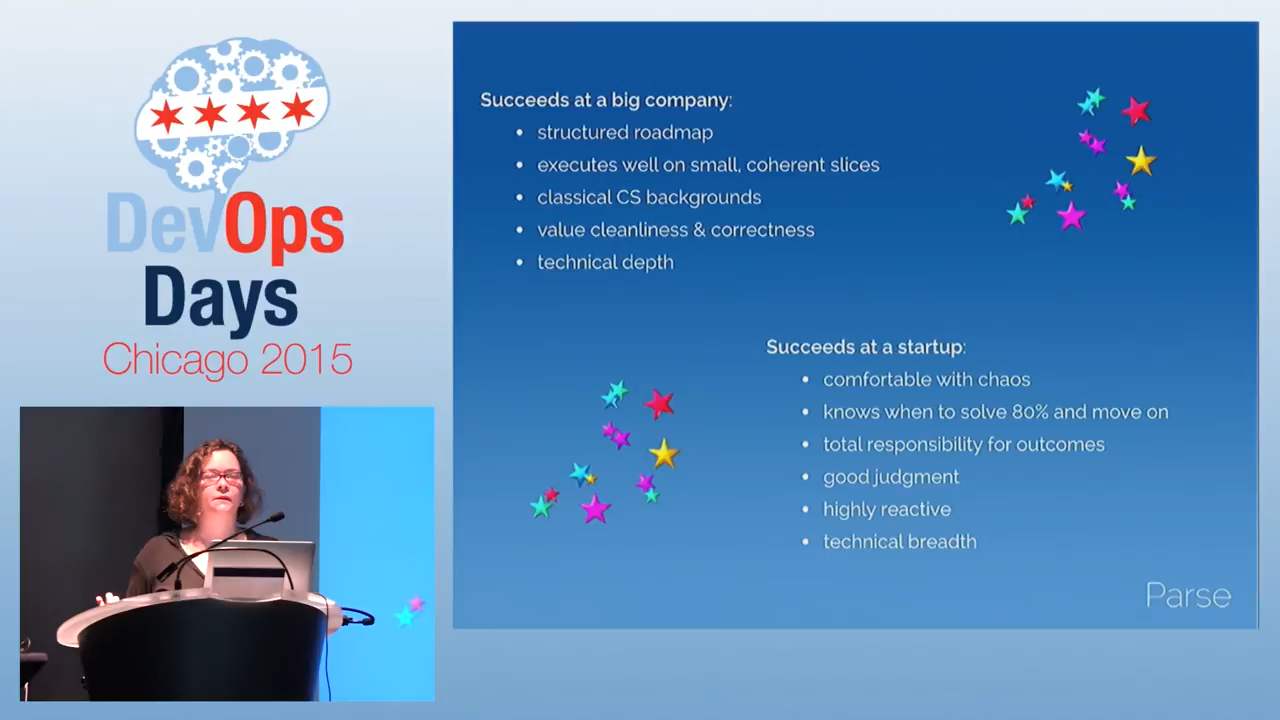 DevOps
Days
Chicago 2015
Succeeds at a big company:
• structured roadmap
• executes well on small, coherent slices
• classical CS backgrounds
• value cleanliness & correctness
• technical depth
Succeeds at a startup:
• comfortable with chaos
• knows when to solve 80% and move on
• total responsibility for outcomes
• good judgment
• highly reactive
• technical breadth
Parse